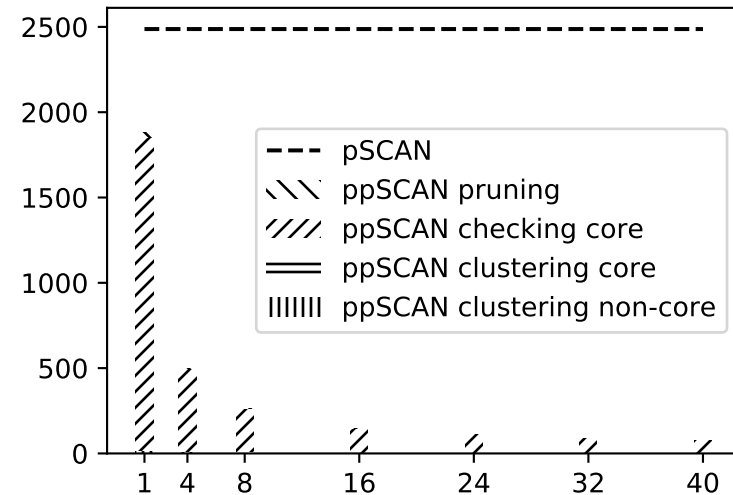 2500
2000
1500
1000
500
0
pSCAN
ppSCAN pruning
ppSCAN checking core
ppSCAN clustering core
ppSCAN clustering non-core
1 4 8 16 24 32 40